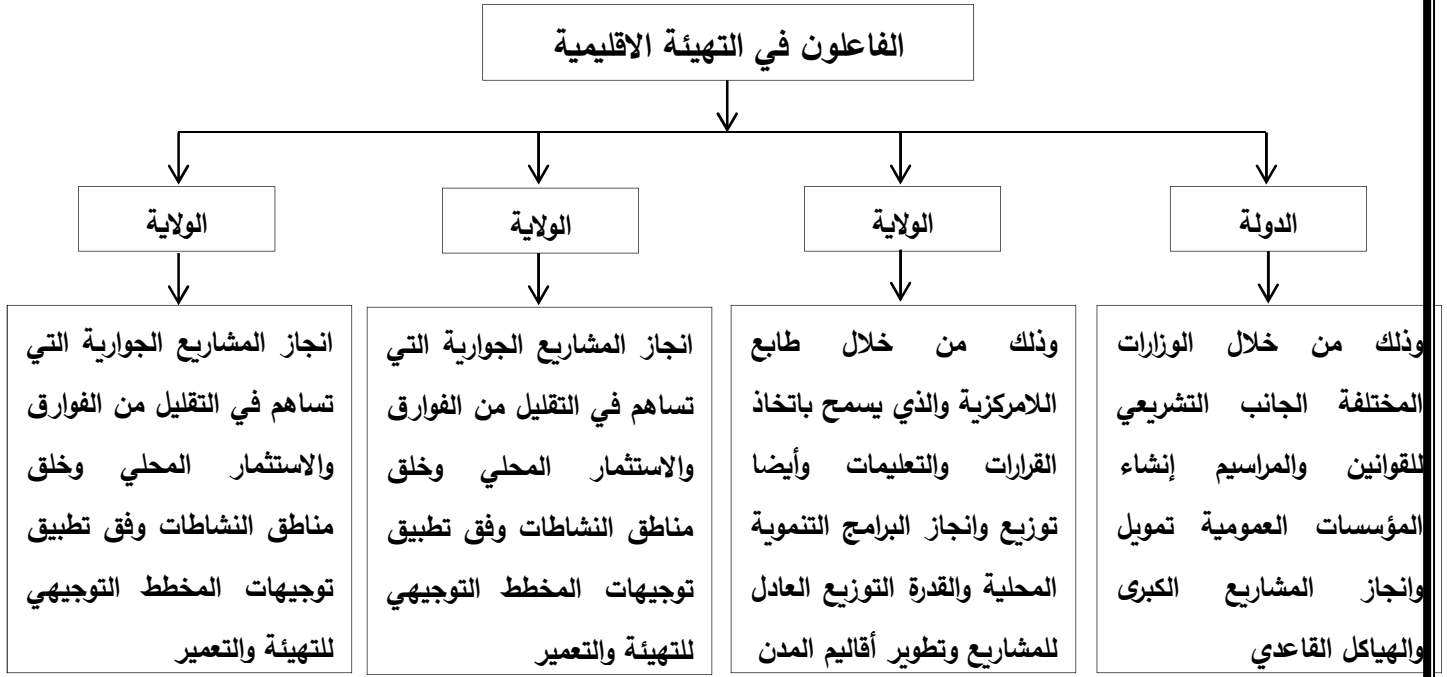 الفاعلون في التهيئة الاقليمية
الدولة
الولاية
الولاية
الولاية
وذلك من خلال الوزارات
المختلفة الجانب التشريعي
للقوانين والمراسيم إنشاء
المؤسسات العمومية تمويل
وانجاز المشاريع الكبرى
والهياكل القاعدي
وذلك من خلال طابع
اللامركزية والذي يسمح باتخاذ
القرارات والتعليمات وأيضا
توزيع وانجاز البرامج التنموية
المحلية والقدرة التوزيع العادل
للمشاريع وتطوير أقاليم المدن
انجاز المشاريع الجوارية التي
تساهم في التقليل من الفوارق
والاستثمار المحلي وخلق
مناطق النشاطات وفق تطبيق
توجيهات المخطط التوجيهي
للتهيئة والتعمير
انجاز المشاريع الجوارية التي
تساهم في التقليل من الفوارق
والاستثمار المحلي وخلق
مناطق النشاطات وفق تطبيق
توجيهات المخطط التوجيهي
للتهيئة والتعمير